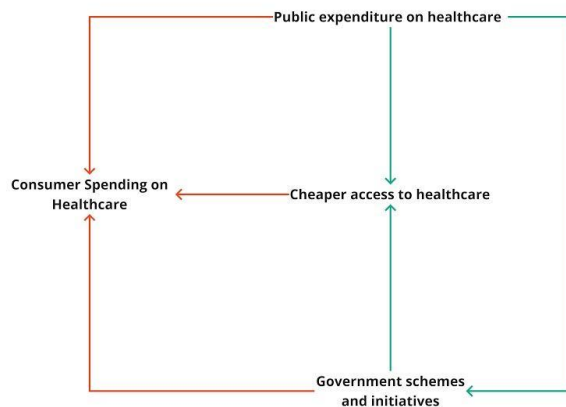 Public expenditure on healthcare
Consumer Spending on
Healthcare
Cheaper access to healthcare
Government schemes
and initiatives